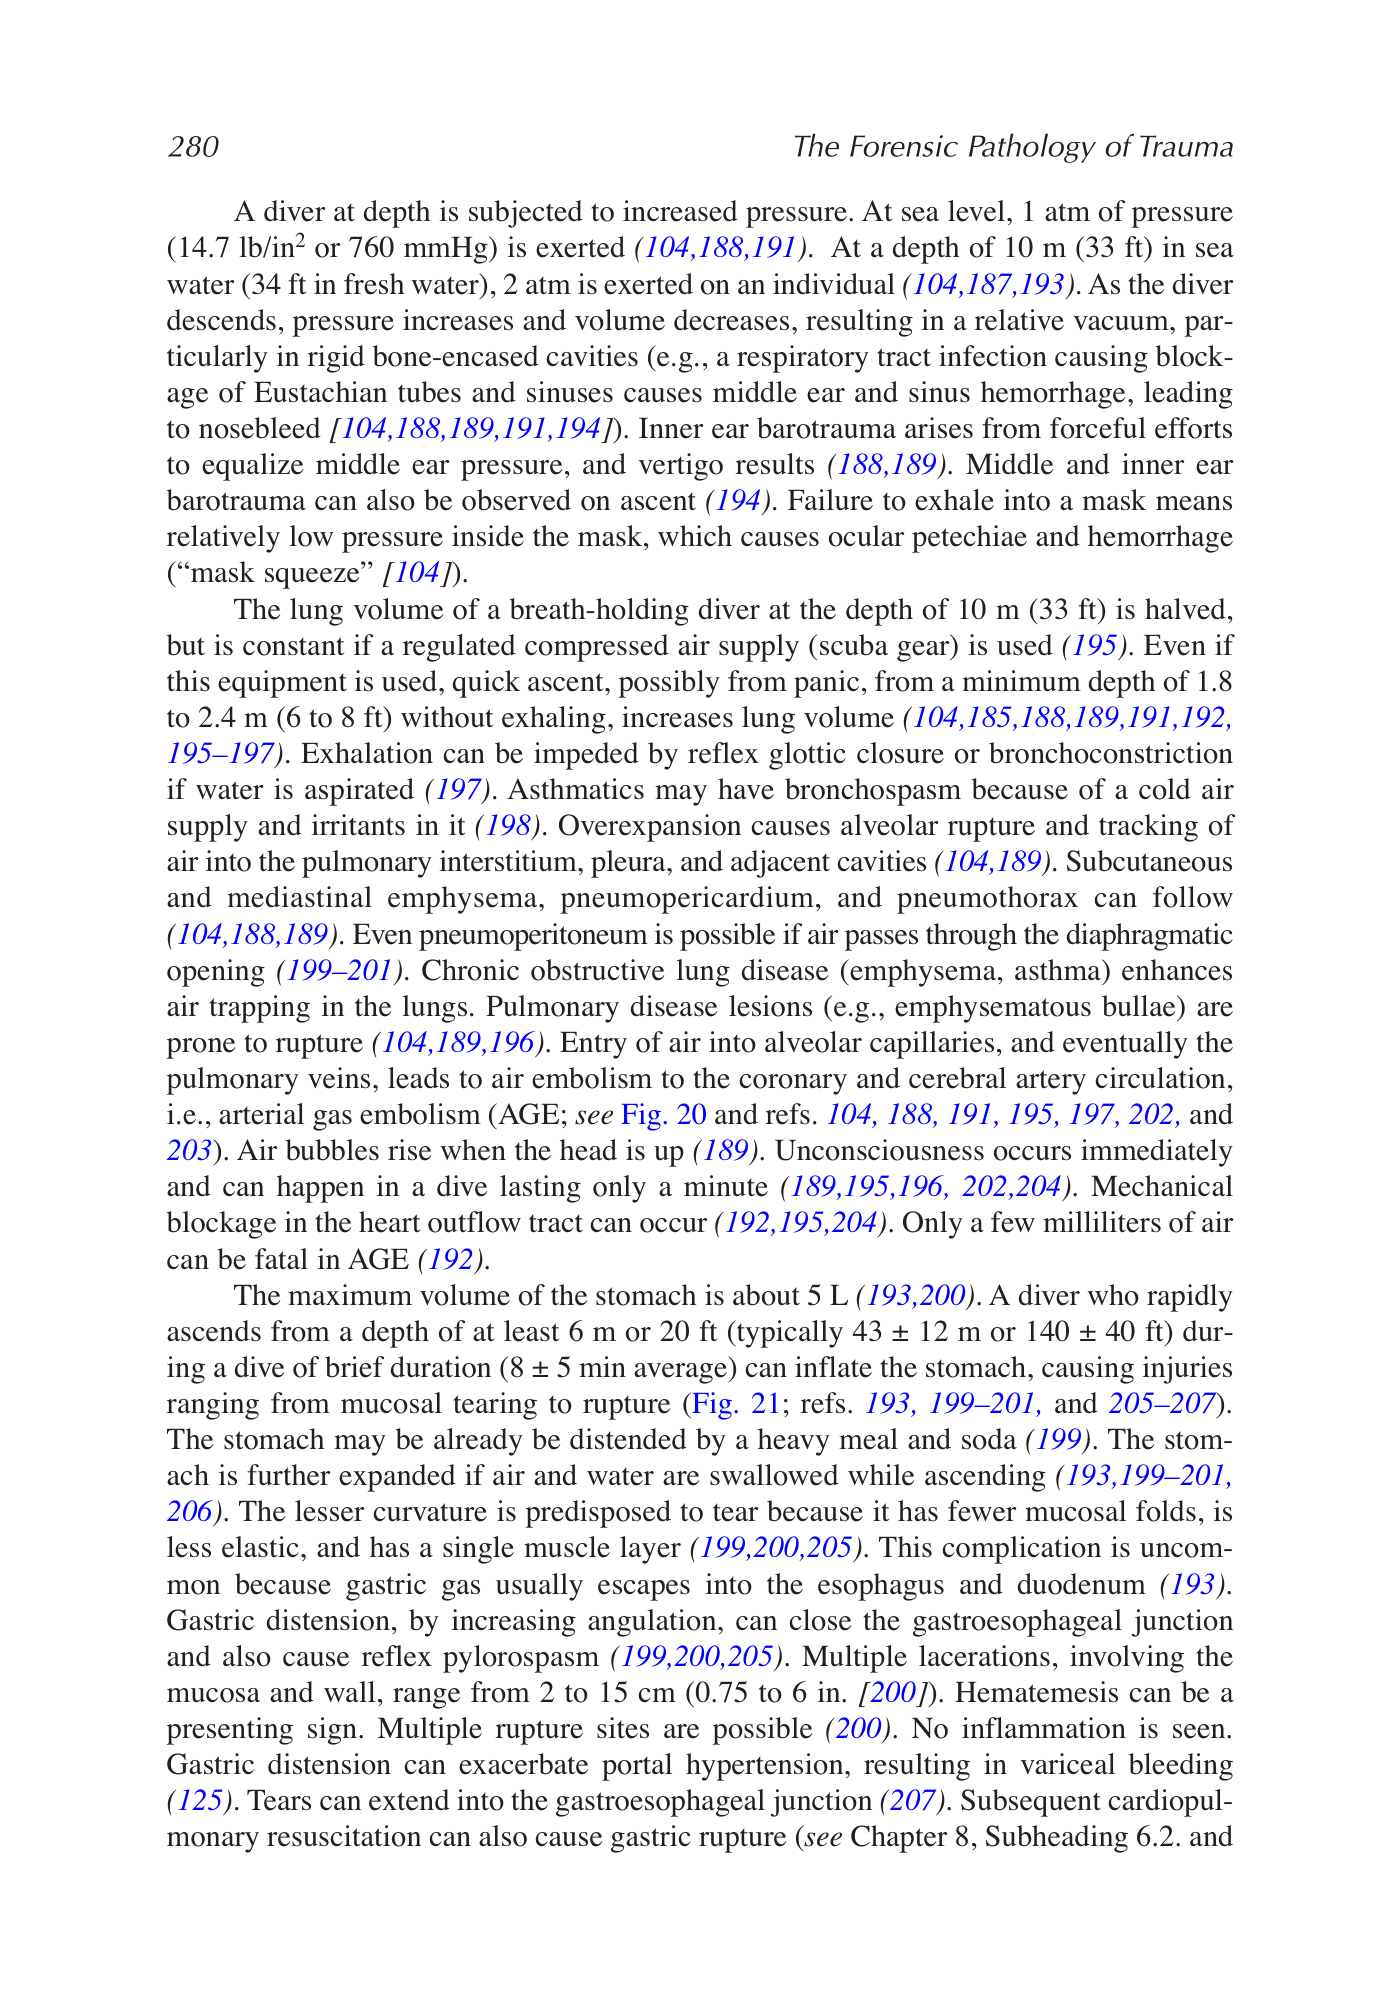 280
The Forensic Pathology of Trauma
A diver at depth is subjected to increased pressure. At sea level, 1 atm of pressure
(14.7 lb/in2 or 760 mmHg) is exerted (104,188,191).  At a depth of 10 m (33 ft) in sea
water (34 ft in fresh water), 2 atm is exerted on an individual (104,187,193). As the diver
descends, pressure increases and volume decreases, resulting in a relative vacuum, par-
ticularly in rigid bone-encased cavities (e.g., a respiratory tract infection causing block-
age of Eustachian tubes and sinuses causes middle ear and sinus hemorrhage, leading
to nosebleed [104,188,189,191,194]). Inner ear barotrauma arises from forceful efforts
to equalize middle ear pressure, and vertigo results (188,189). Middle and inner ear
barotrauma can also be observed on ascent (194). Failure to exhale into a mask means
relatively low pressure inside the mask, which causes ocular petechiae and hemorrhage
(“mask squeeze” [104]).
The lung volume of a breath-holding diver at the depth of 10 m (33 ft) is halved,
but is constant if a regulated compressed air supply (scuba gear) is used (195). Even if
this equipment is used, quick ascent, possibly from panic, from a minimum depth of 1.8
to 2.4 m (6 to 8 ft) without exhaling, increases lung volume (104,185,188,189,191,192,
195–197). Exhalation can be impeded by reflex glottic closure or bronchoconstriction
if water is aspirated (197). Asthmatics may have bronchospasm because of a cold air
supply and irritants in it (198). Overexpansion causes alveolar rupture and tracking of
air into the pulmonary interstitium, pleura, and adjacent cavities (104,189). Subcutaneous
and mediastinal emphysema, pneumopericardium, and pneumothorax can follow
(104,188,189). Even pneumoperitoneum is possible if air passes through the diaphragmatic
opening (199–201). Chronic obstructive lung disease (emphysema, asthma) enhances
air trapping in the lungs. Pulmonary disease lesions (e.g., emphysematous bullae) are
prone to rupture (104,189,196). Entry of air into alveolar capillaries, and eventually the
pulmonary veins, leads to air embolism to the coronary and cerebral artery circulation,
i.e., arterial gas embolism (AGE; see Fig. 20 and refs. 104, 188, 191, 195, 197, 202, and
203). Air bubbles rise when the head is up (189). Unconsciousness occurs immediately
and can happen in a dive lasting only a minute (189,195,196, 202,204). Mechanical
blockage in the heart outflow tract can occur (192,195,204). Only a few milliliters of air
can be fatal in AGE (192).
The maximum volume of the stomach is about 5 L (193,200). A diver who rapidly
ascends from a depth of at least 6 m or 20 ft (typically 43 ± 12 m or 140 ± 40 ft) dur-
ing a dive of brief duration (8 ± 5 min average) can inflate the stomach, causing injuries
ranging from mucosal tearing to rupture (Fig. 21; refs. 193, 199–201, and 205–207).
The stomach may be already be distended by a heavy meal and soda (199). The stom-
ach is further expanded if air and water are swallowed while ascending (193,199–201,
206). The lesser curvature is predisposed to tear because it has fewer mucosal folds, is
less elastic, and has a single muscle layer (199,200,205). This complication is uncom-
mon because gastric gas usually escapes into the esophagus and duodenum (193).
Gastric distension, by increasing angulation, can close the gastroesophageal junction
and also cause reflex pylorospasm (199,200,205). Multiple lacerations, involving the
mucosa and wall, range from 2 to 15 cm (0.75 to 6 in. [200]). Hematemesis can be a
presenting sign. Multiple rupture sites are possible (200). No inflammation is seen.
Gastric distension can exacerbate portal hypertension, resulting in variceal bleeding
(125). Tears can extend into the gastroesophageal junction (207). Subsequent cardiopul-
monary resuscitation can also cause gastric rupture (see Chapter 8, Subheading 6.2. and